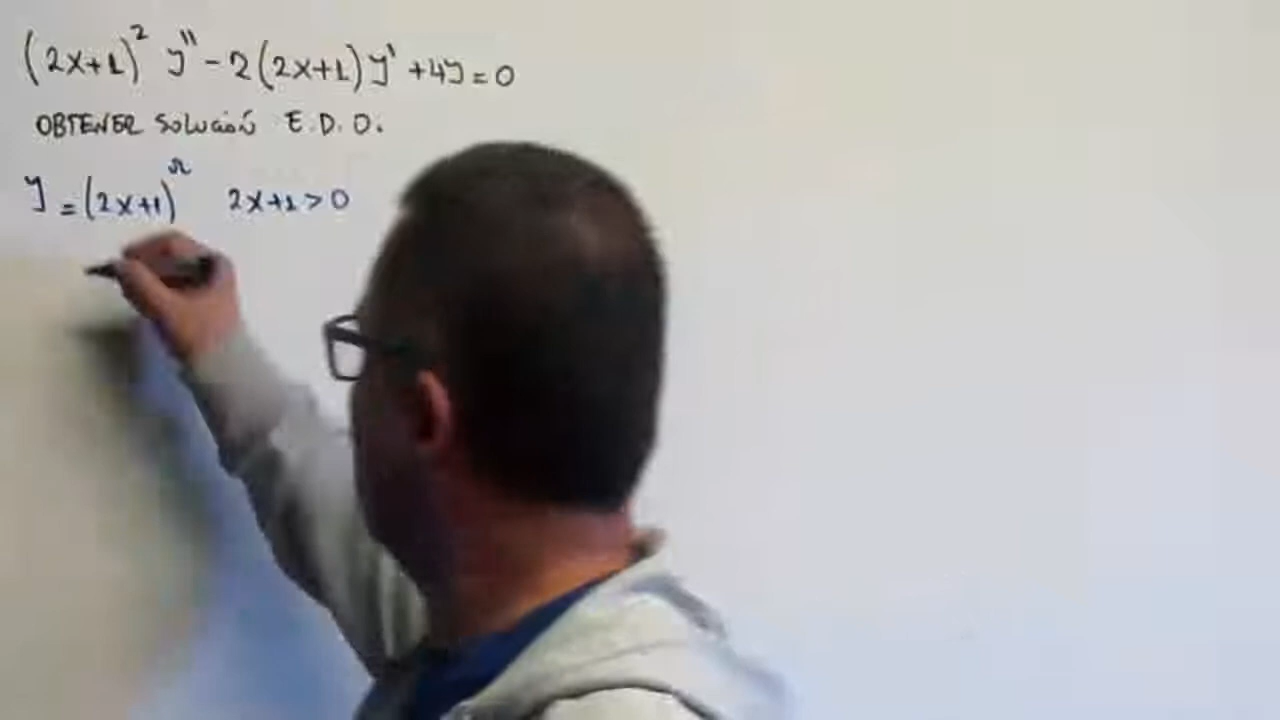 (2x+1)² y'' - 2(2x+1)y' + 4y = 0
OBTENER SOLUCIÓN E.D.O.
y = (2x+1)ʳ 2x+1 > 0